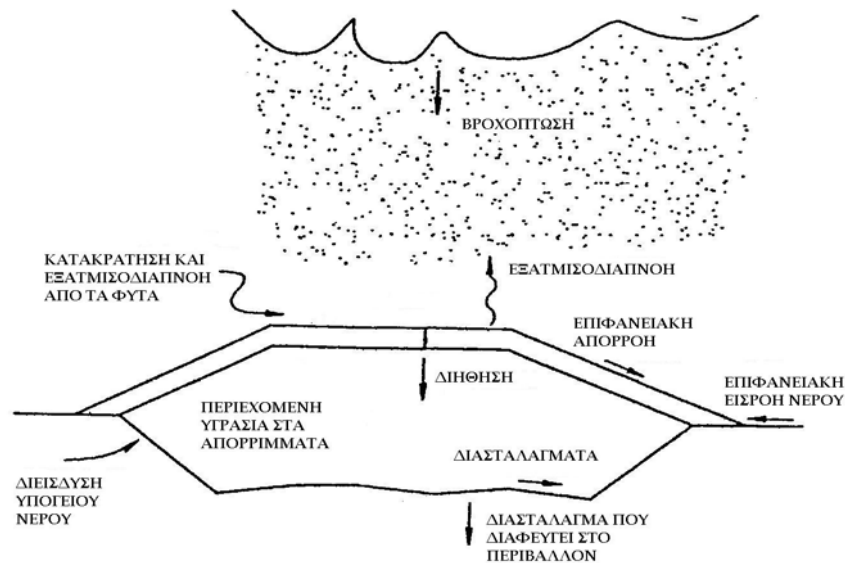 ΒΡΟΧΟΠΤΩΣΗ
ΚΑΤΑΚΡΑΤΗΣΗ ΚΑΙ
ΕΞΑΤΜΙΣΟΔΙΑΠΝΟΗ
ΑΠΟ ΤΑ ΦΥΤΑ
ΕΞΑΤΜΙΣΟΔΙΑΠΝΟΗ
ΕΠΙΦΑΝΕΙΑΚΗ
ΑΠΟΡΡΟΗ
ΔΙΗΘΗΣΗ
ΕΠΙΦΑΝΕΙΑΚΗ
ΕΙΣΡΟΗ ΝΕΡΟΥ
ΠΕΡΙΕΧΟΜΕΝΗ
ΥΓΡΑΣΙΑ ΣΤΑ
ΑΠΟΡΡΙΜΜΑΤΑ
ΔΙΑΣΤΑΛΑΓΜΑΤΑ
ΔΙΕΙΣΔΥΣΗ
ΥΠΟΓΕΙΟΥ
ΝΕΡΟΥ
ΔΙΑΣΤΑΛΑΓΜΑ ΠΟΥ
ΔΙΑΦΕΥΓΕΙ ΣΤΟ
ΠΕΡΙΒΑΛΛΟΝ